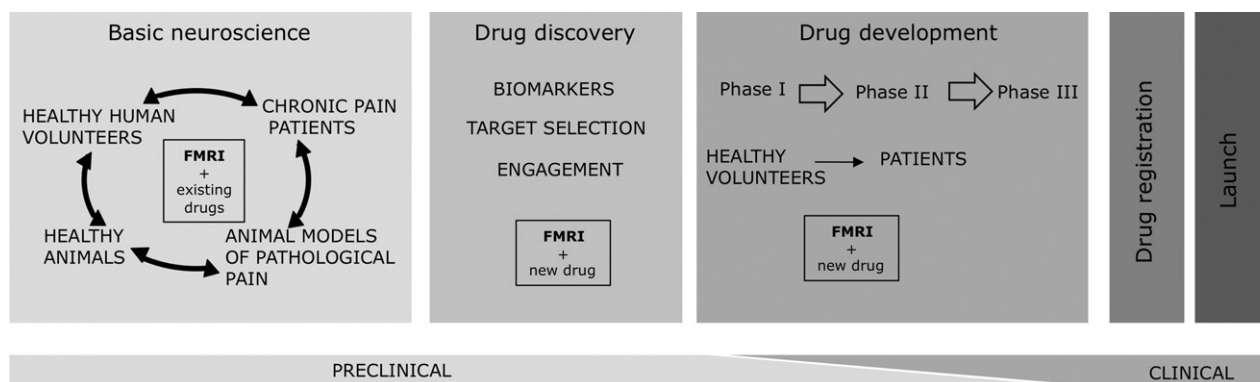 Basic neuroscience
HEALTHY HUMAN
VOLUNTEERS
CHRONIC PAIN
PATIENTS
FMRI
+
existing
drugs
HEALTHY
ANIMALS
ANIMAL MODELS
OF PATHOLOGICAL
PAIN
Drug discovery
BIOMARKERS
TARGET SELECTION
ENGAGEMENT
FMRI
+
new drug
Drug development
Phase I
Phase II
Phase III
HEALTHY
VOLUNTEERS
PATIENTS
FMRI
+
new drug
Drug registration
Launch
PRECLINICAL
CLINICAL